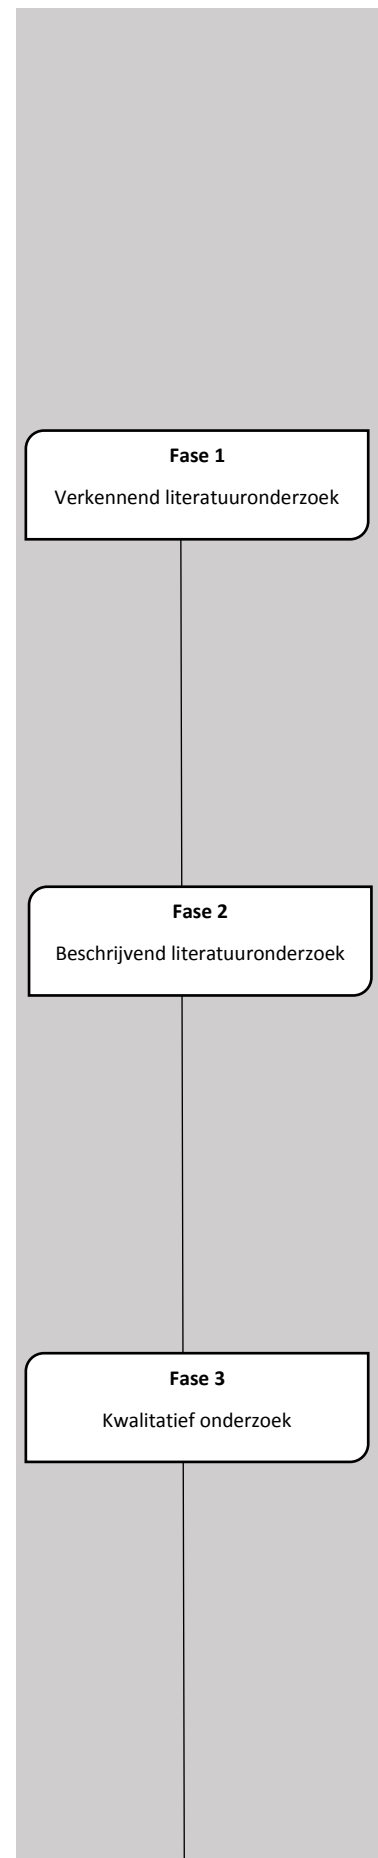 Fase 1
Verkennend literatuuronderzoek
Fase 2
Beschrijvend literatuuronderzoek
Fase 3
Kwalitatief onderzoek